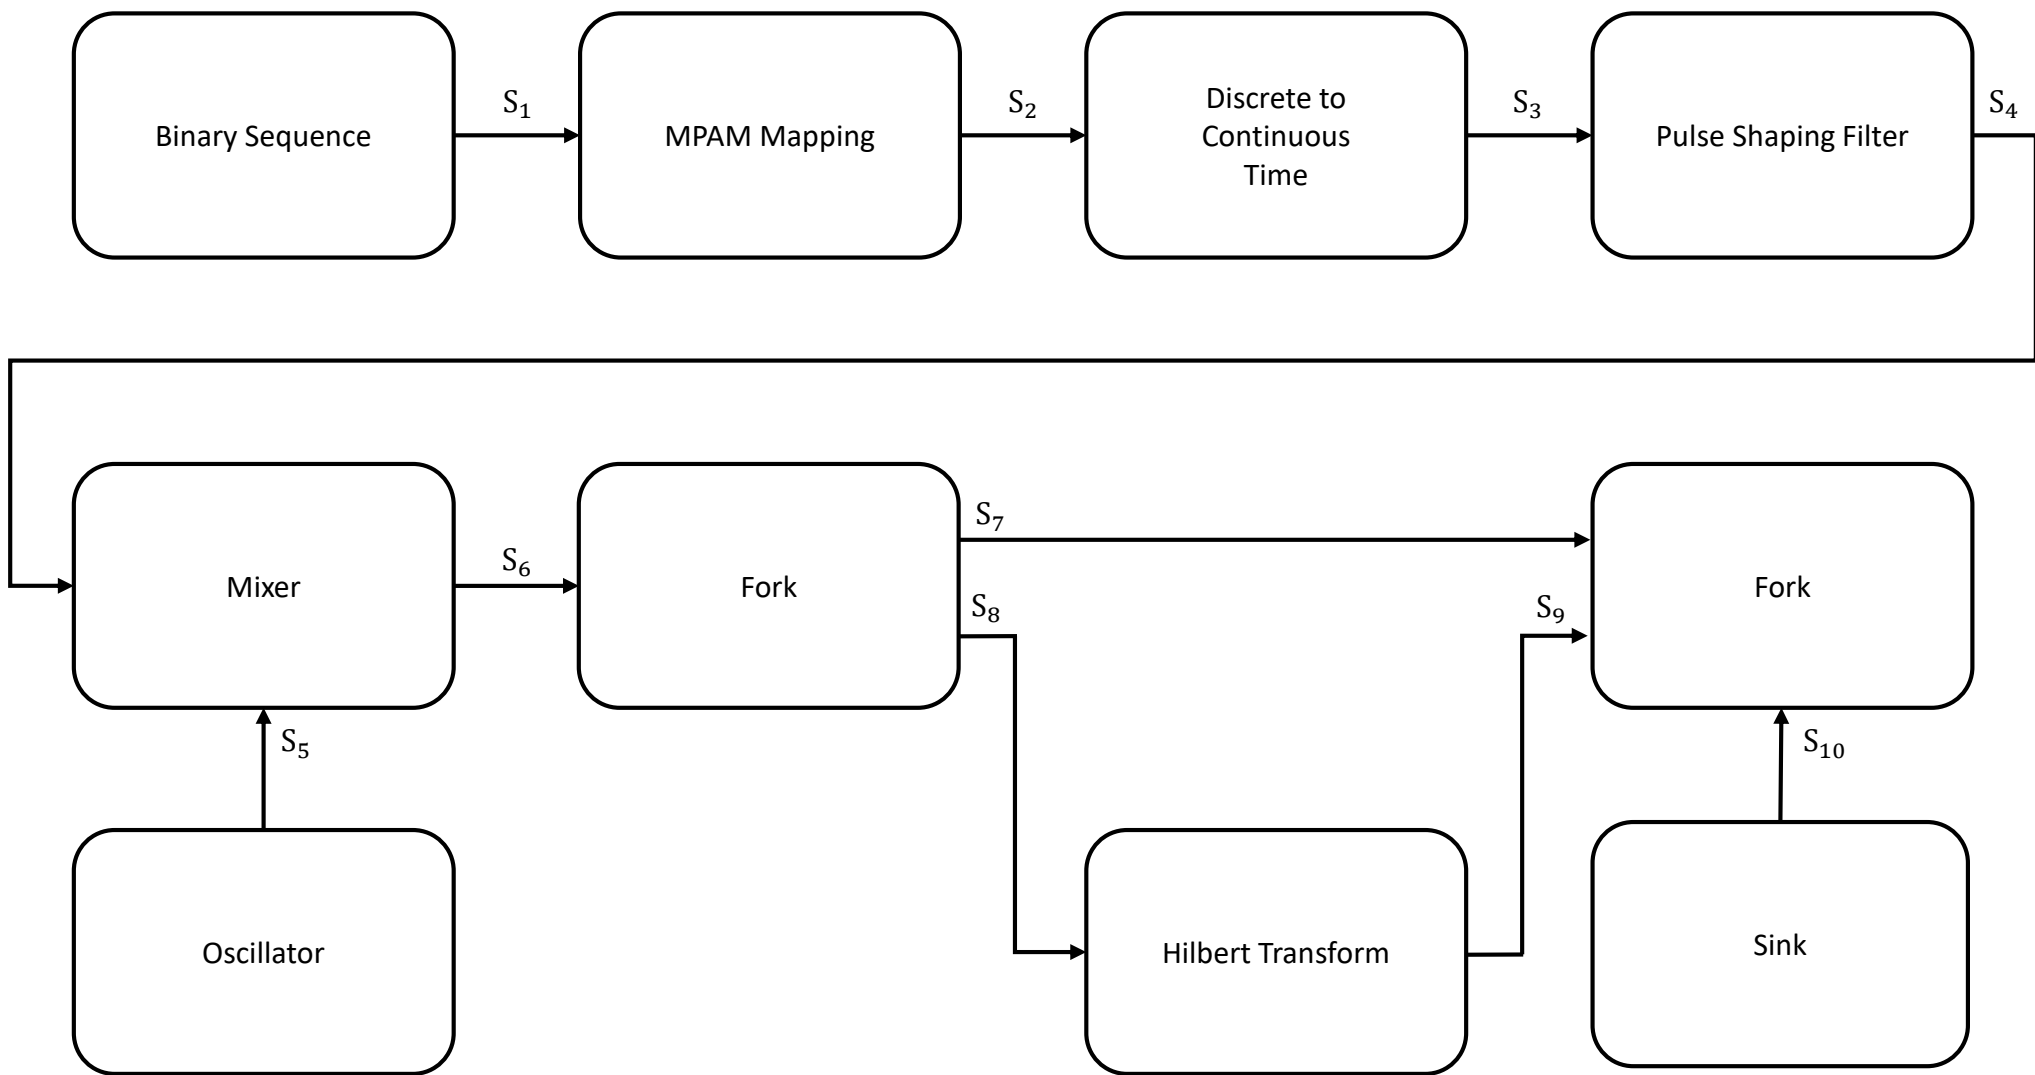 Binary Sequence
S₁
MPAM Mapping
S₂
Discrete to
Continuous
Time
S₃
Pulse Shaping Filter
S₄
Mixer
S₆
Fork
S₇
S₈
S₉
Fork
S₅
S₁₀
Oscillator
Hilbert Transform
Sink